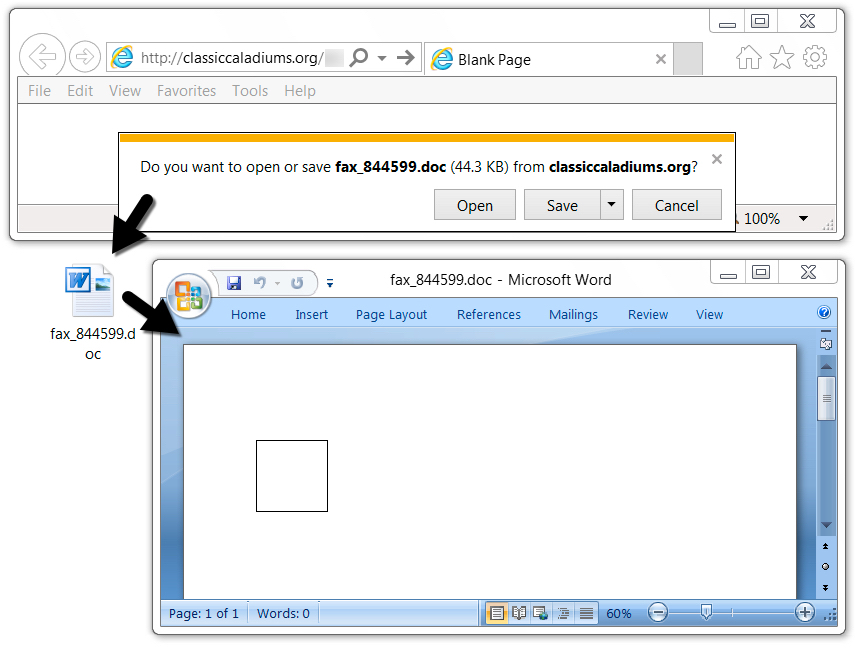 http://classiccaladiums.org/
Blank Page
File Edit View Favorites Tools Help
Do you want to open or save fax_844599.doc (44.3 KB) from classiccaladiums.org?
Open Save Cancel
100%
fax_844599.d
oc
fax_844599.doc - Microsoft Word
Home Insert Page Layout References Mailings Review View
Page: 1 of 1 Words: 0 60%